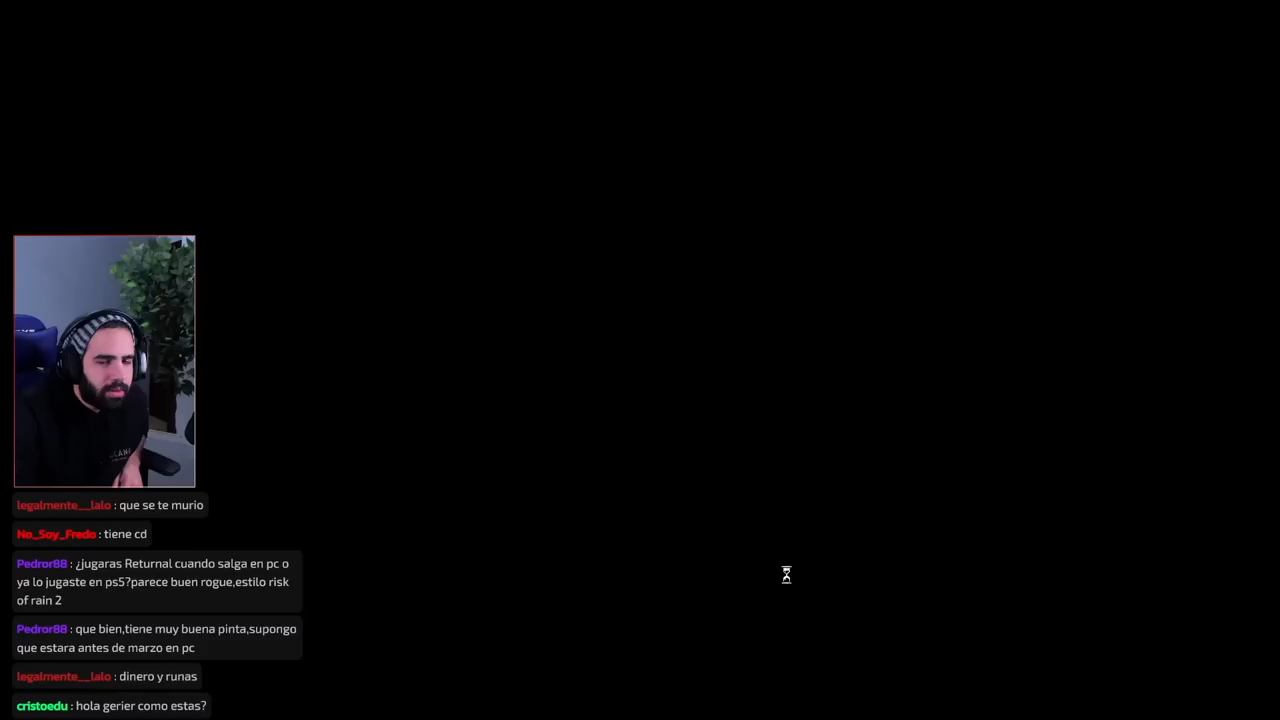 legalmente__lalo : que se te murio
No_Soy_Fredo : tiene cd
Pedror88 : ¿jugaras Returnal cuando salga en pc o
ya lo jugaste en ps5?parece buen rogue,estilo risk
of rain 2
Pedror88 : que bien,tiene muy buena pinta,supongo
que estara antes de marzo en pc
legalmente__lalo : dinero y runas
cristoedu : hola gerier como estas?